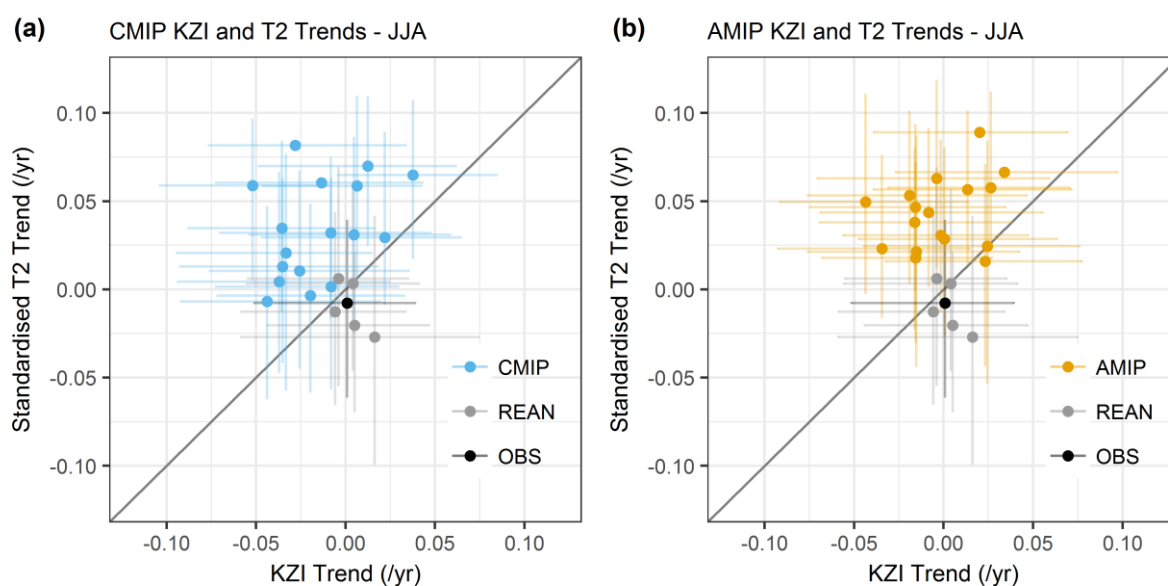 (a) CMIP KZI and T2 Trends - JJA
Standardised T2 Trend (/yr)
0.10
0.05
0.00
-0.05
-0.10
CMIP
REAN
OBS
-0.10 -0.05 0.00 0.05 0.10
KZI Trend (/yr)
(b) AMIP KZI and T2 Trends - JJA
Standardised T2 Trend (/yr)
0.10
0.05
0.00
-0.05
-0.10
AMIP
REAN
OBS
-0.10 -0.05 0.00 0.05 0.10
KZI Trend (/yr)